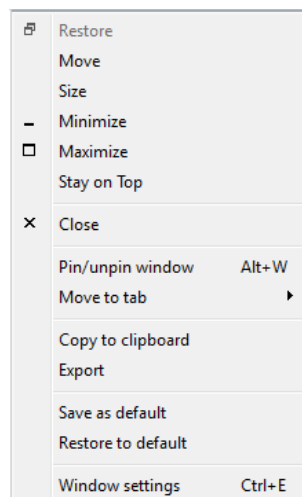 Restore
Move
Size
Minimize
Maximize
Stay on Top
Close
Pin/unpin window Alt+W
Move to tab
Copy to clipboard
Export
Save as default
Restore to default
Window settings Ctrl+E